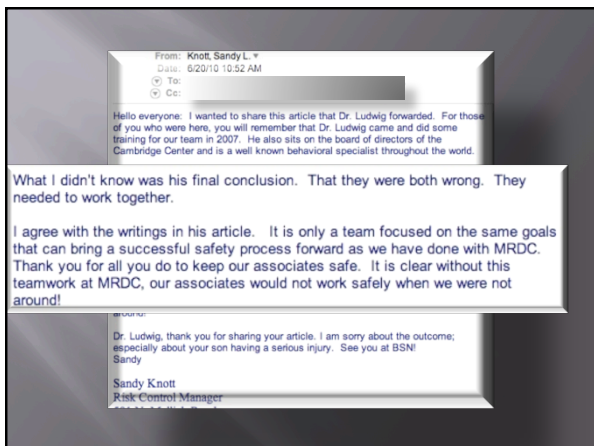 From: Knott, Sandy L.
Date: 6/20/10 10:52 AM
To:
Cc:
Hello everyone: I wanted to share this article that Dr. Ludwig forwarded. For those
of you who were here, you will remember that Dr. Ludwig came and did some
training for our team in 2007. He also sits on the board of directors of the
Cambridge Center and is a well known behavioral specialist throughout the world.
What I didn't know was his final conclusion. That they were both wrong. They
needed to work together.
I agree with the writings in his article. It is only a team focused on the same goals
that can bring a successful safety process forward as we have done with MRDC.
Thank you for all you do to keep our associates safe. It is clear without this
teamwork at MRDC, our associates would not work safely when we were not
around!
around!
Dr. Ludwig, thank you for sharing your article. I am sorry about the outcome;
especially about your son having a serious injury. See you at BSN!
Sandy
Sandy Knott
Risk Control Manager